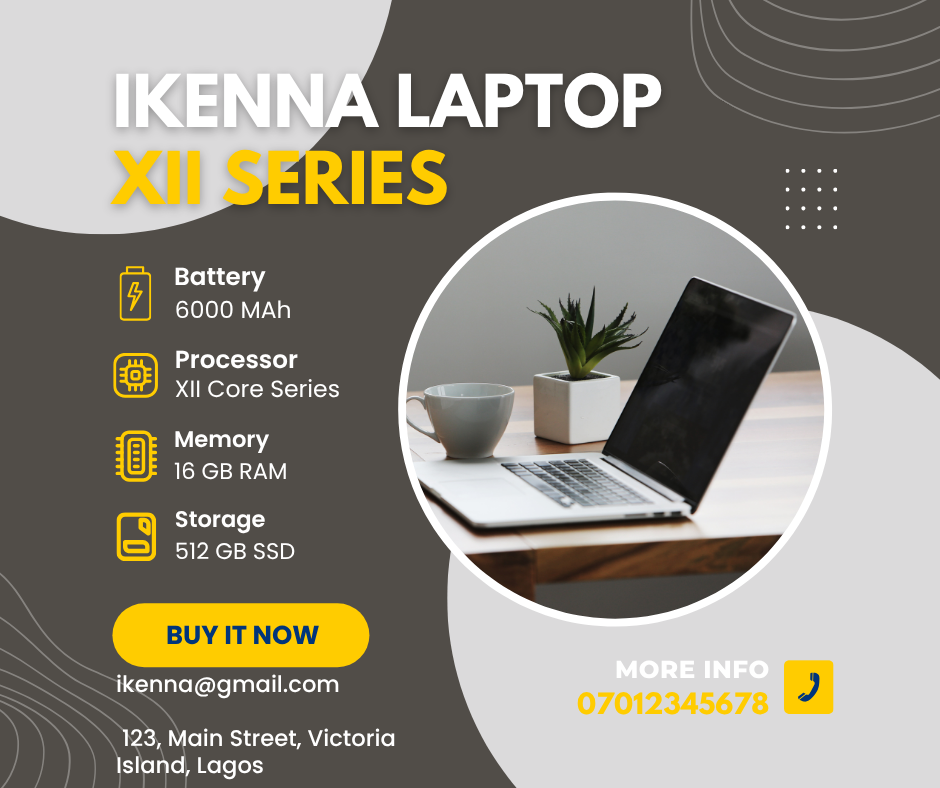 IKENNA LAPTOP
XII SERIES
Battery
6000 MAh
Processor
XII Core Series
Memory
16 GB RAM
Storage
512 GB SSD
BUY IT NOW
ikenna@gmail.com
123, Main Street, Victoria
Island, Lagos
MORE INFO
07012345678